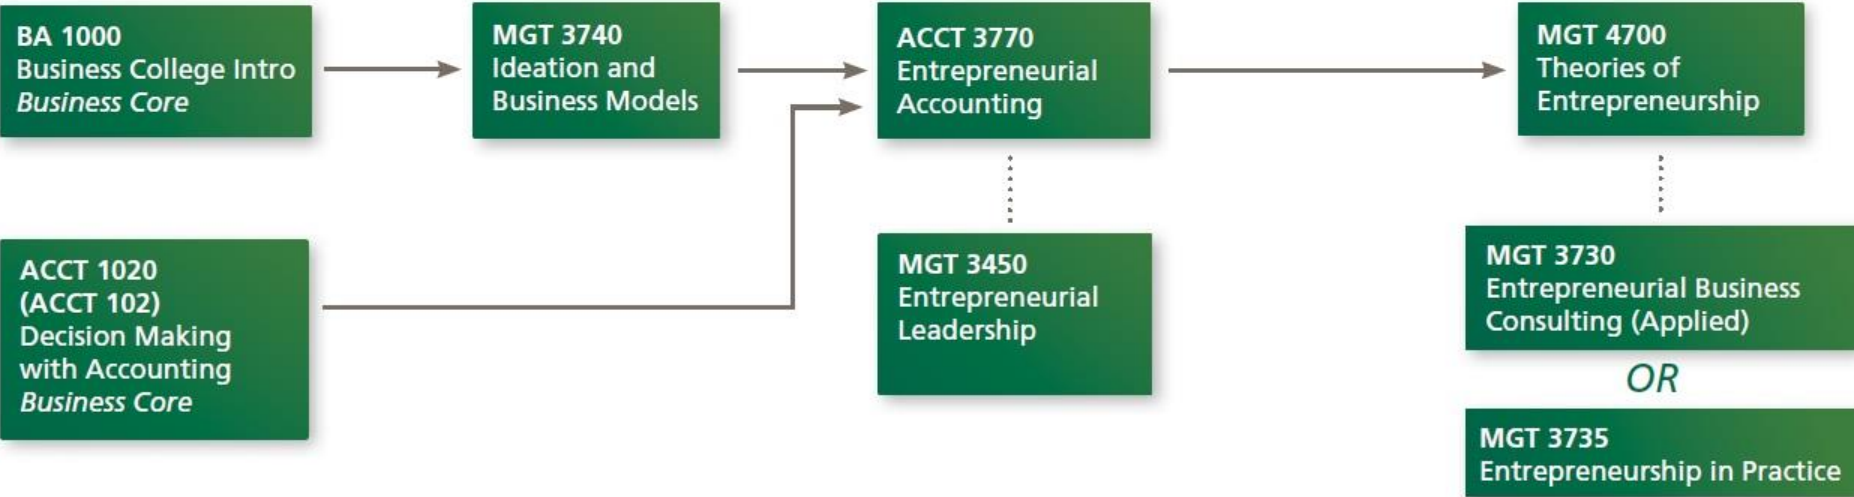 BA 1000
Business College Intro
Business Core
MGT 3740
Ideation and
Business Models
ACCT 3770
Entrepreneurial
Accounting
MGT 4700
Theories of
Entrepreneurship
ACCT 1020
(ACCT 102)
Decision Making
with Accounting
Business Core
MGT 3450
Entrepreneurial
Leadership
MGT 3730
Entrepreneurial Business
Consulting (Applied)
OR
MGT 3735
Entrepreneurship in Practice